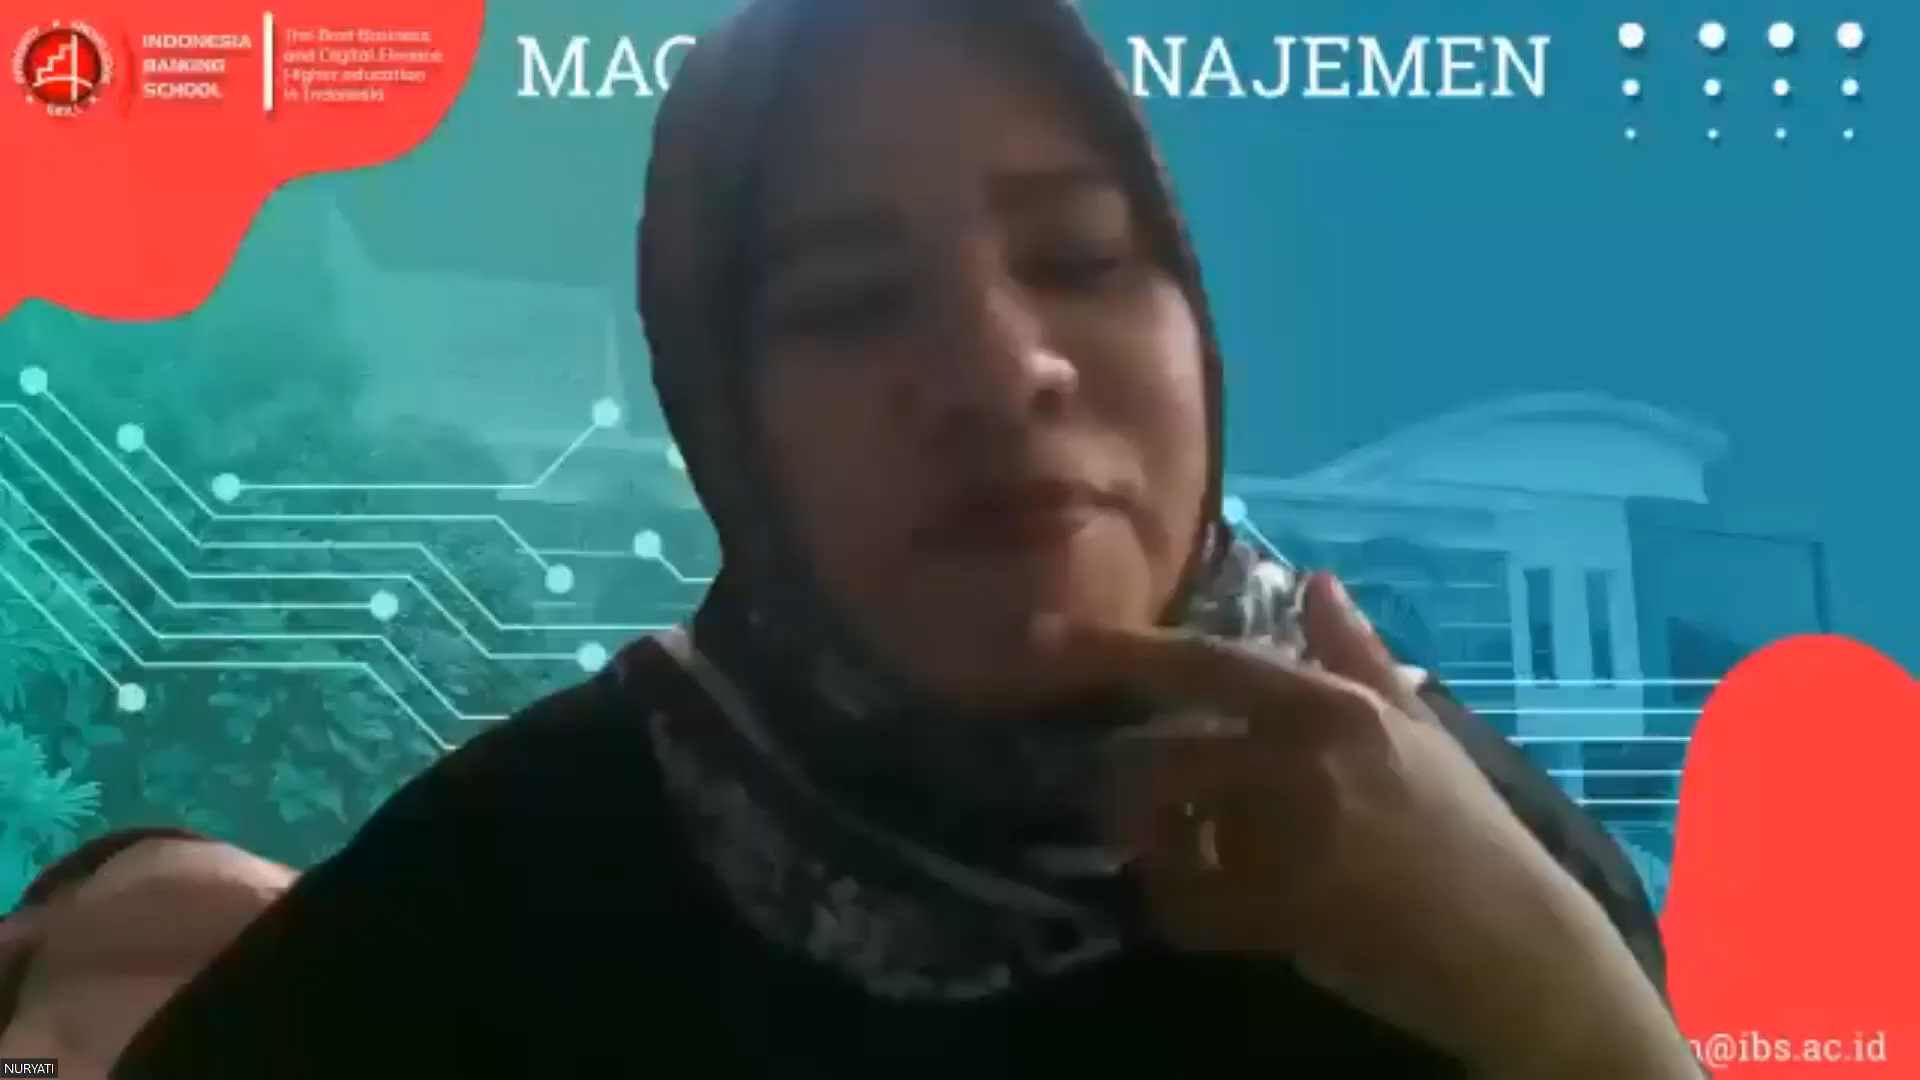 INDONESIA
BANKING
SCHOOL
The Best Business
and Digital Finance
Higher education
in Indonesia
MAG NAJEMEN
@ibs.ac.id
NURYATI